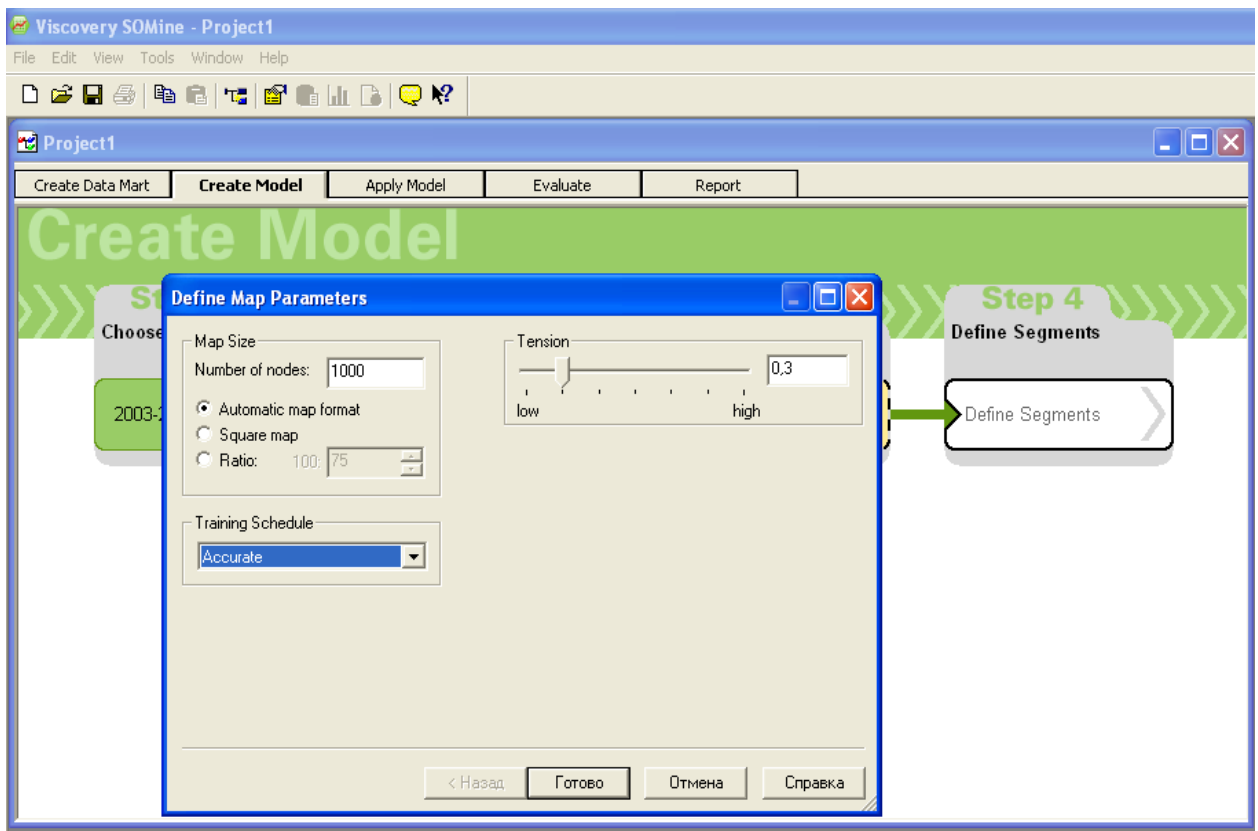 Viscovery SOMine - Project1
File Edit View Tools Window Help
Project1
Create Data Mart Create Model Apply Model Evaluate Report
Create Model
Step 4
Choose
Define Segments
2003-
Define Segments
Define Map Parameters
Map Size
Number of nodes: 1000
Automatic map format
Square map
Ratio: 100: 75
Training Schedule
Accurate
Tension
0,3
low high
< Назад Готово Отмена Справка